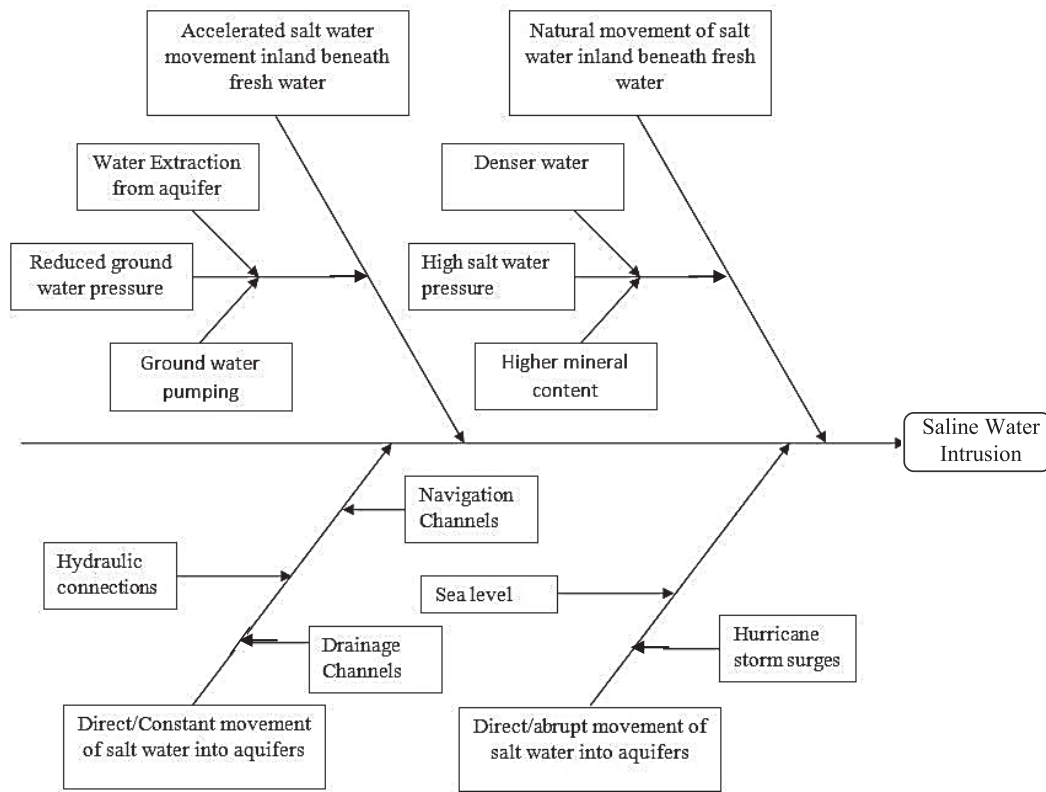 Accelerated salt water
movement inland beneath
fresh water
Natural movement of salt
water inland beneath fresh
water
Water Extraction
from aquifer
Denser water
Reduced ground
water pressure
High salt water
pressure
Ground water
pumping
Higher mineral
content
Saline Water
Intrusion
Navigation
Channels
Hydraulic
connections
Sea level
Drainage
Channels
Hurricane
storm surges
Direct/Constant movement
of salt water into aquifers
Direct/abrupt movement of
salt water into aquifers